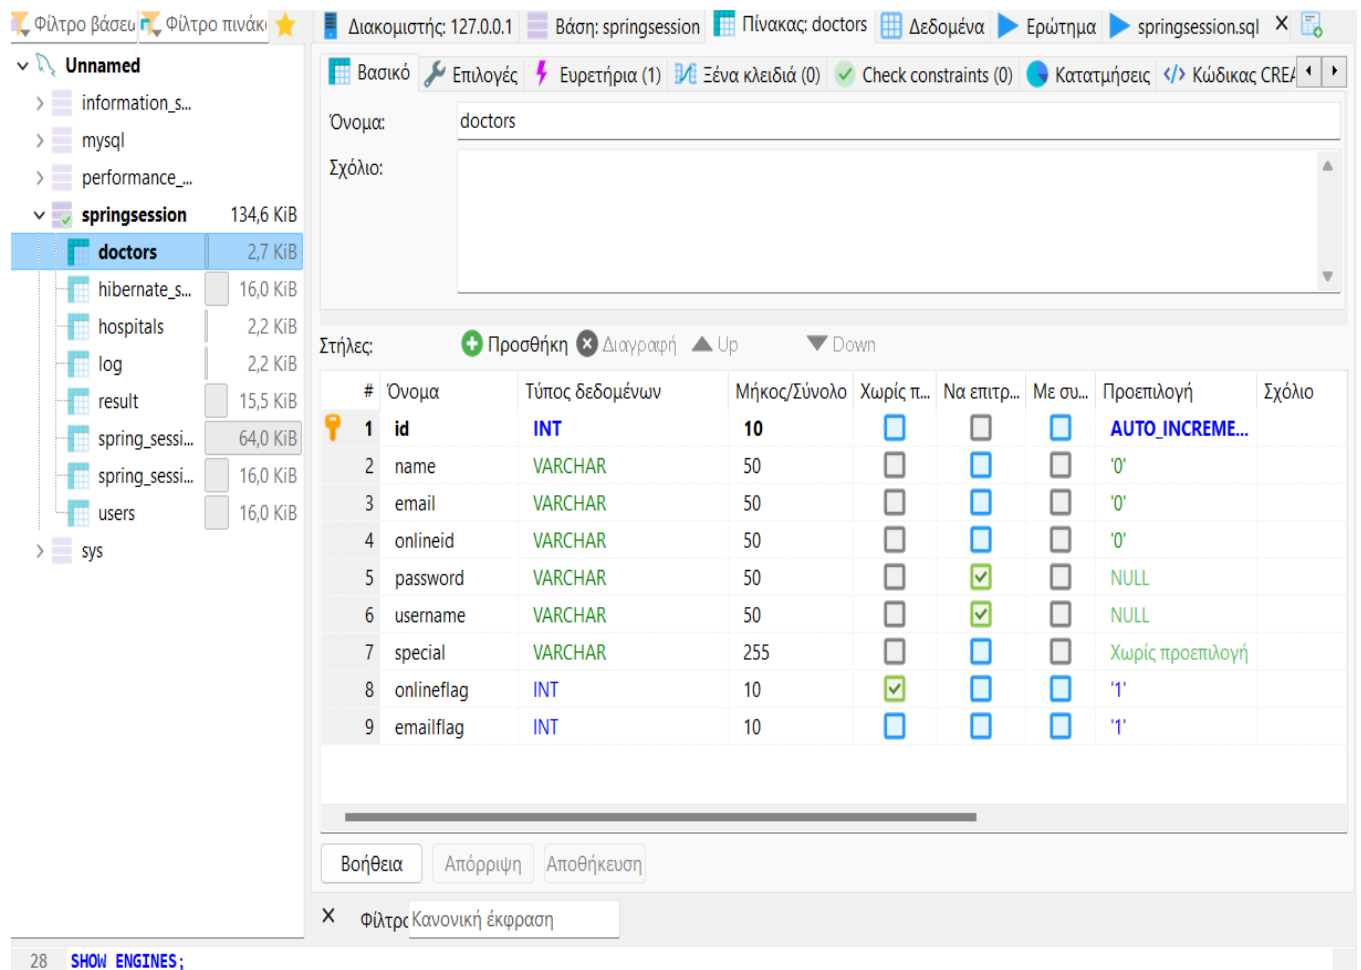 Φίλτρο βάσεω Φίλτρο πινάκι
Unnamed
information_s...
mysql
performance_...
springsession 134,6 KiB
doctors 2,7 KiB
hibernate_s... 16,0 KiB
hospitals 2,2 KiB
log 2,2 KiB
result 15,5 KiB
spring_sessi... 64,0 KiB
spring_sessi... 16,0 KiB
users 16,0 KiB
sys
Διακομιστής: 127.0.0.1 Βάση: springsession Πίνακας: doctors Δεδομένα Ερώτημα springsession.sql
Βασικό Επιλογές Ευρετήρια (1) Ξένα κλειδιά (0) Check constraints (0) Κατατμήσεις </> Κώδικας CREA
Όνομα: doctors
Σχόλιο:
Στήλες: Προσθήκη Διαγραφή Up Down
# Όνομα Τύπος δεδομένων Μήκος/Σύνολο Χωρίς π... Να επιτρ... Με συ... Προεπιλογή Σχόλιο
1 id INT 10 AUTO_INCREME...
2 name VARCHAR 50 '0'
3 email VARCHAR 50 '0'
4 onlineid VARCHAR 50 '0'
5 password VARCHAR 50 NULL
6 username VARCHAR 50 NULL
7 special VARCHAR 255 Χωρίς προεπιλογή
8 onlineflag INT 10 '1'
9 emailflag INT 10 '1'
Βοήθεια Απόρριψη Αποθήκευση
Φίλτρο Κανονική έκφραση
28 SHOW ENGINES;